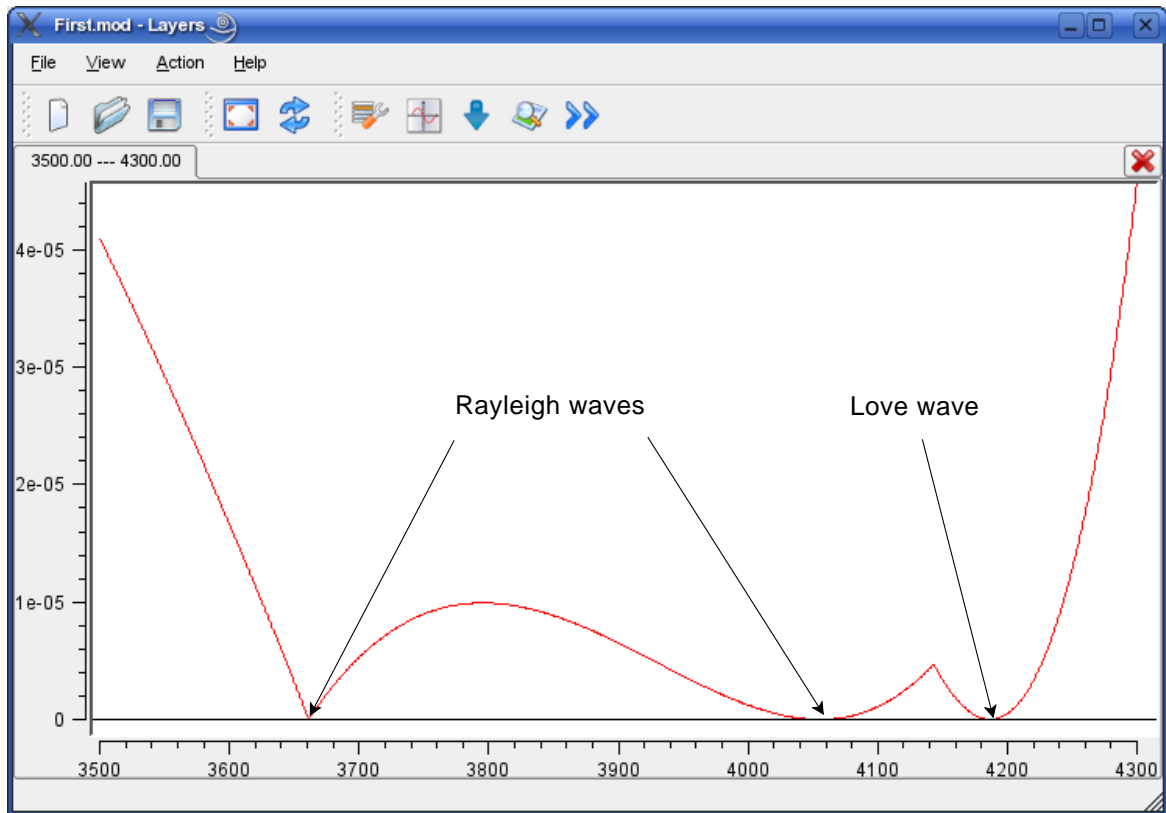 First.mod - Layers
File View Action Help
3500.00 --- 4300.00
4e-05
3e-05
Rayleigh waves Love wave
2e-05
1e-05
0
3500 3600 3700 3800 3900 4000 4100 4200 4300